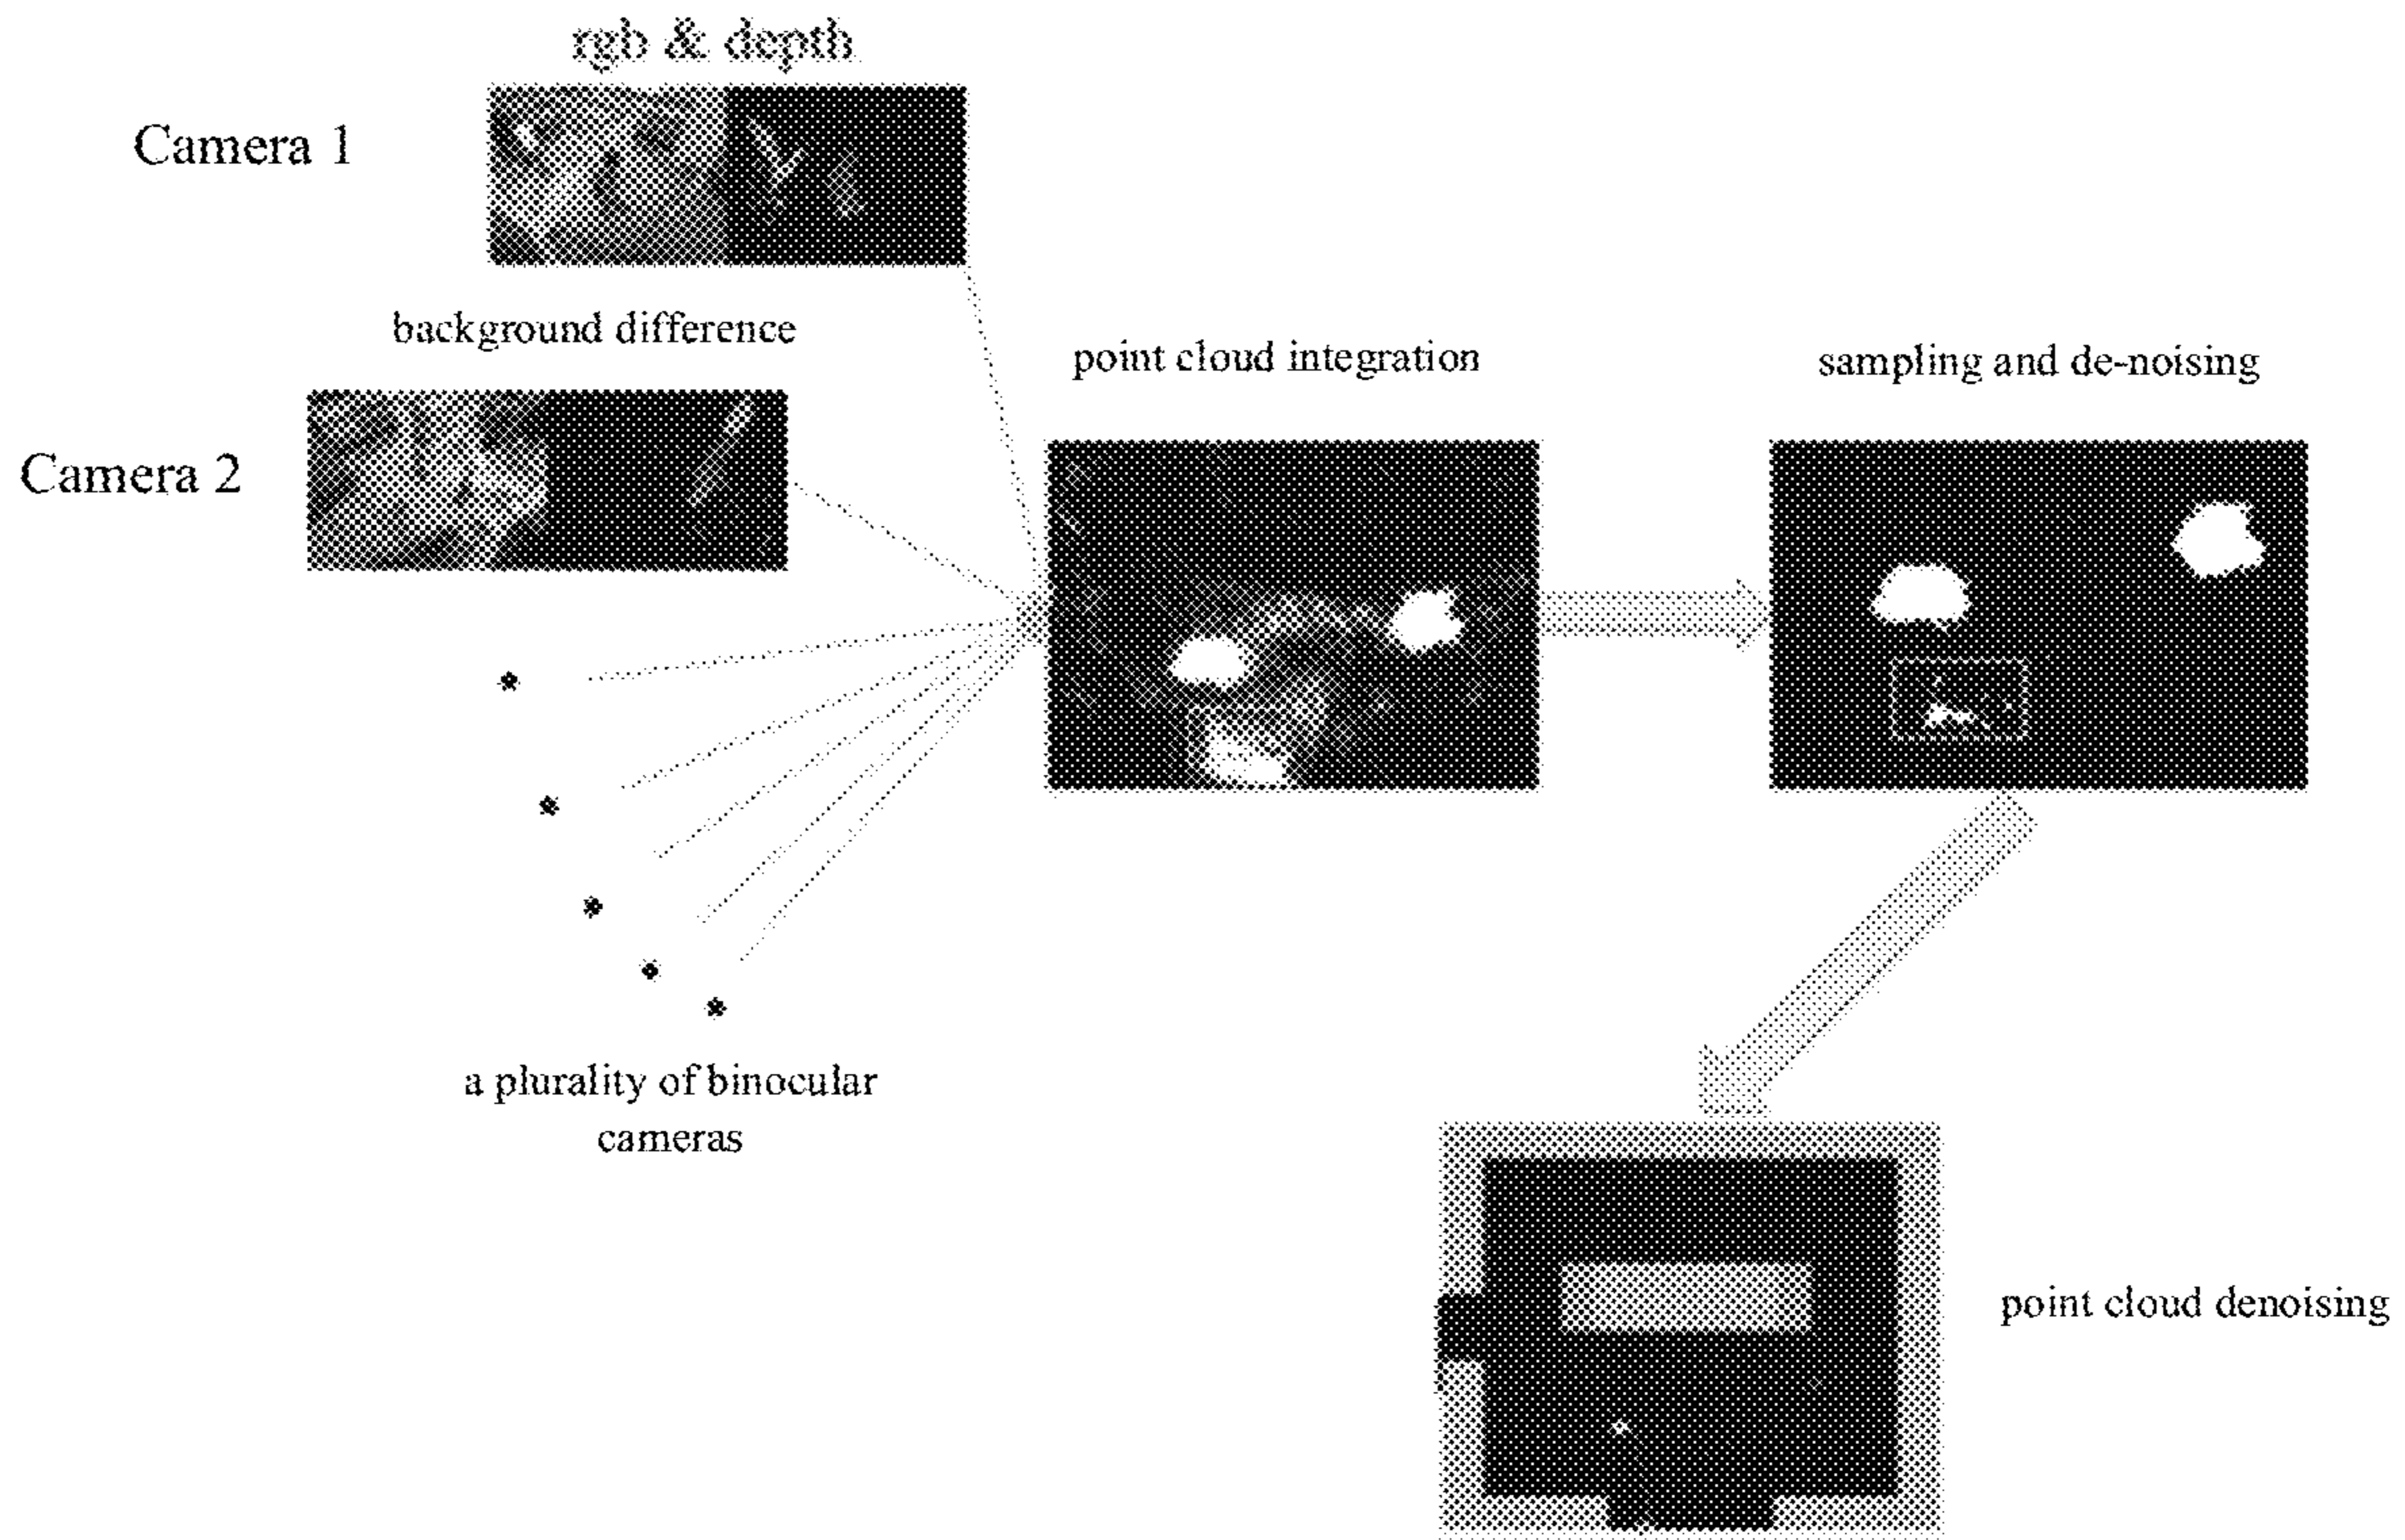 rgb & depth
Camera 1
background difference
point cloud integration
sampling and de-noising
Camera 2
a plurality of binocular
cameras
point cloud denoising